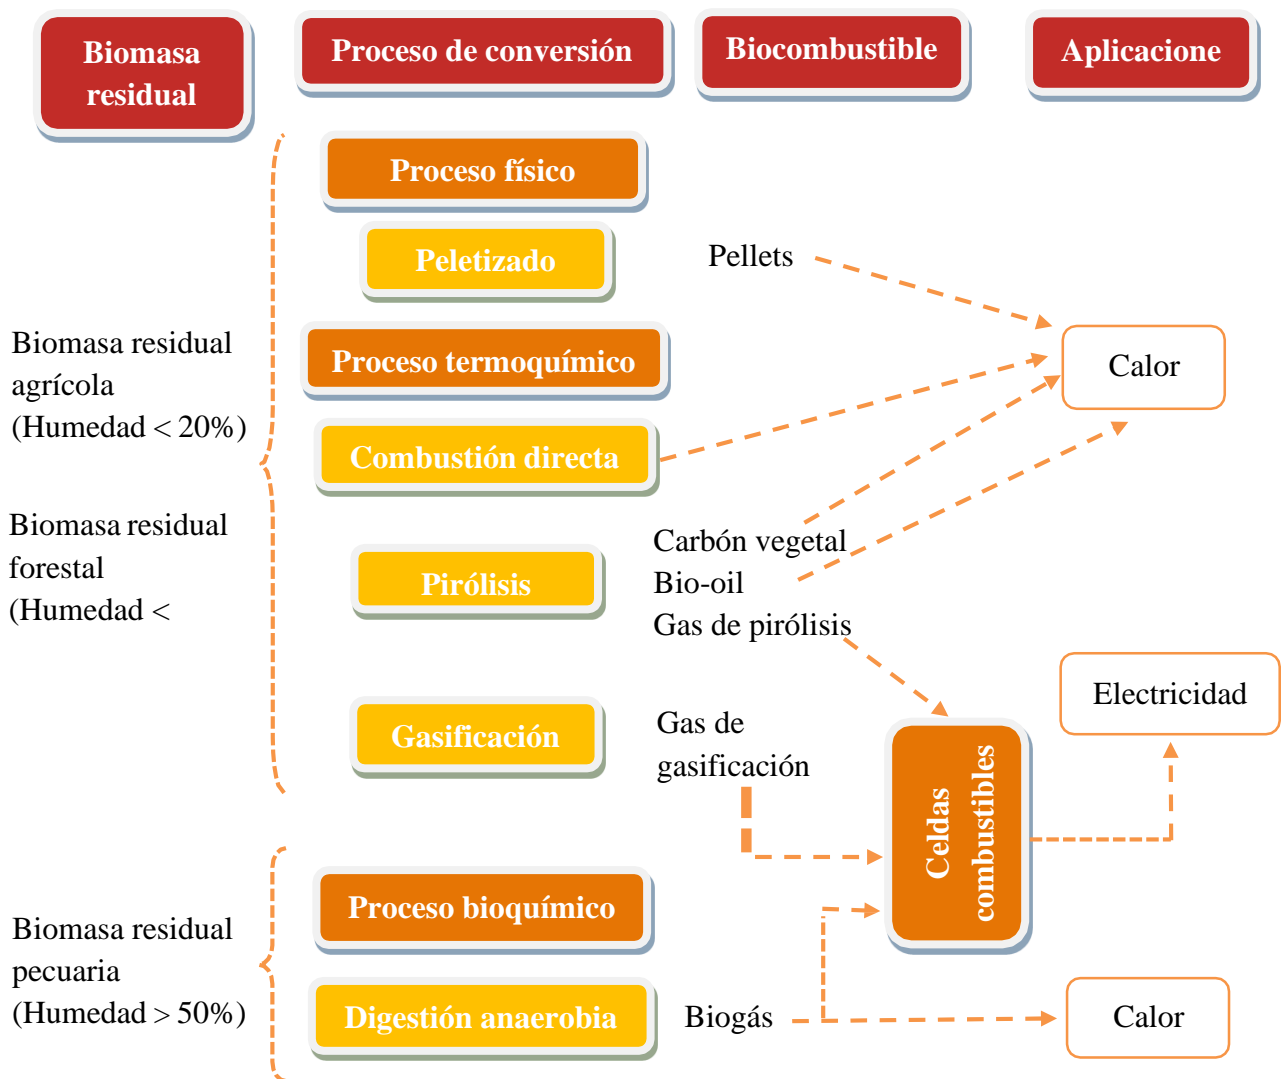 Biomasa
residual
Proceso de conversión
Biocombustible
Aplicacione
Proceso físico
Peletizado
Pellets
Biomasa residual
agrícola
(Humedad < 20%)
Proceso termoquímico
Calor
Combustión directa
Biomasa residual
forestal
(Humedad <
Pirólisis
Carbón vegetal
Bio-oil
Gas de pirólisis
Electricidad
Gasificación
Gas de
gasificación
Celdas
combustibles
Biomasa residual
pecuaria
(Humedad > 50%)
Proceso bioquímico
Digestión anaerobia
Biogás
Calor